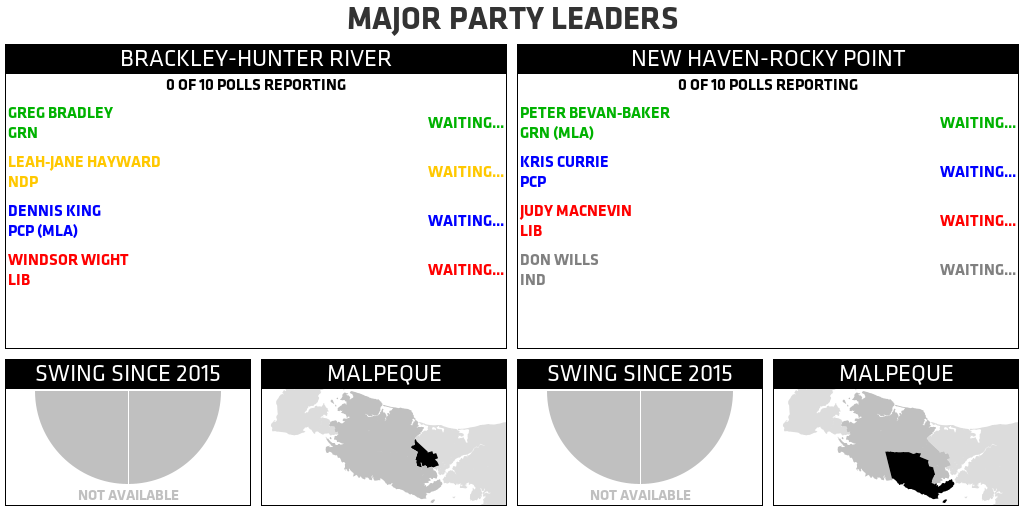 MAJOR PARTY LEADERS
BRACKLEY-HUNTER RIVER
0 OF 10 POLLS REPORTING
GREG BRADLEY
GRN
WAITING...
LEAH-JANE HAYWARD
NDP
WAITING...
DENNIS KING
PCP (MLA)
WAITING...
WINDSOR WIGHT
LIB
WAITING...
NEW HAVEN-ROCKY POINT
0 OF 10 POLLS REPORTING
PETER BEVAN-BAKER
GRN (MLA)
WAITING...
KRIS CURRIE
PCP
WAITING...
JUDY MACNEVIN
LIB
WAITING...
DON WILLS
IND
WAITING...
SWING SINCE 2015
NOT AVAILABLE
MALPEQUE
SWING SINCE 2015
NOT AVAILABLE
MALPEQUE